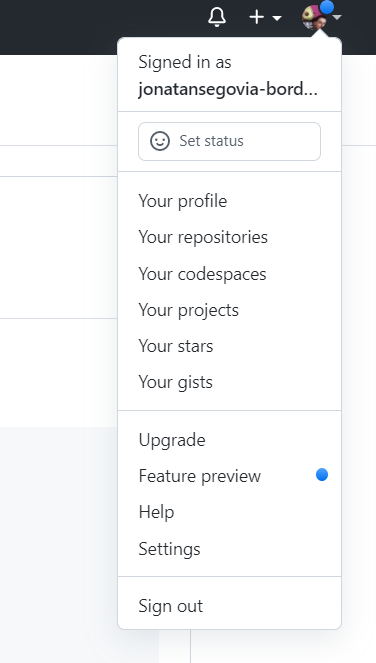 Signed in as
jonatansegovia-bord...
Set status
Your profile
Your repositories
Your codespaces
Your projects
Your stars
Your gists
Upgrade
Feature preview
Help
Settings
Sign out